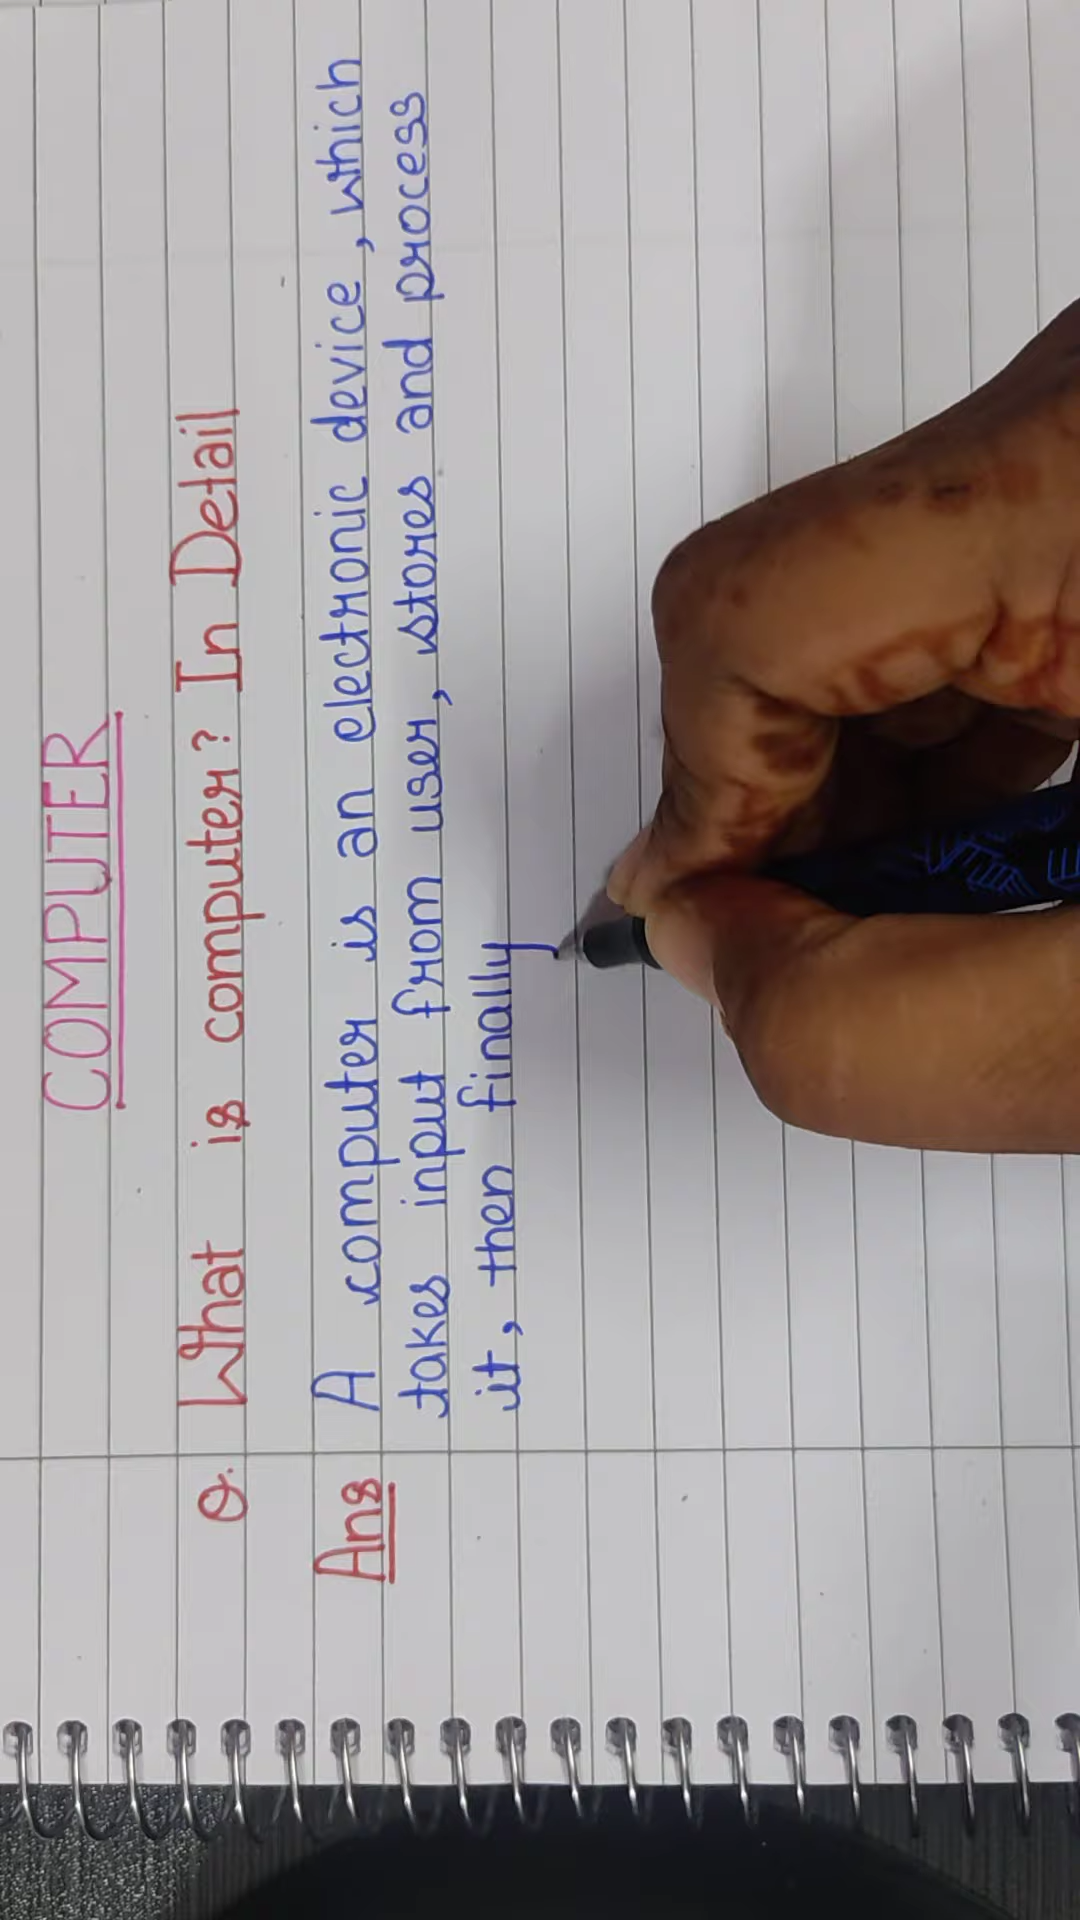 COMPUTER
Q. What is computer? In Detail
Ans A computer is an electronic device, which
takes input from user, stores and process
it, then finally